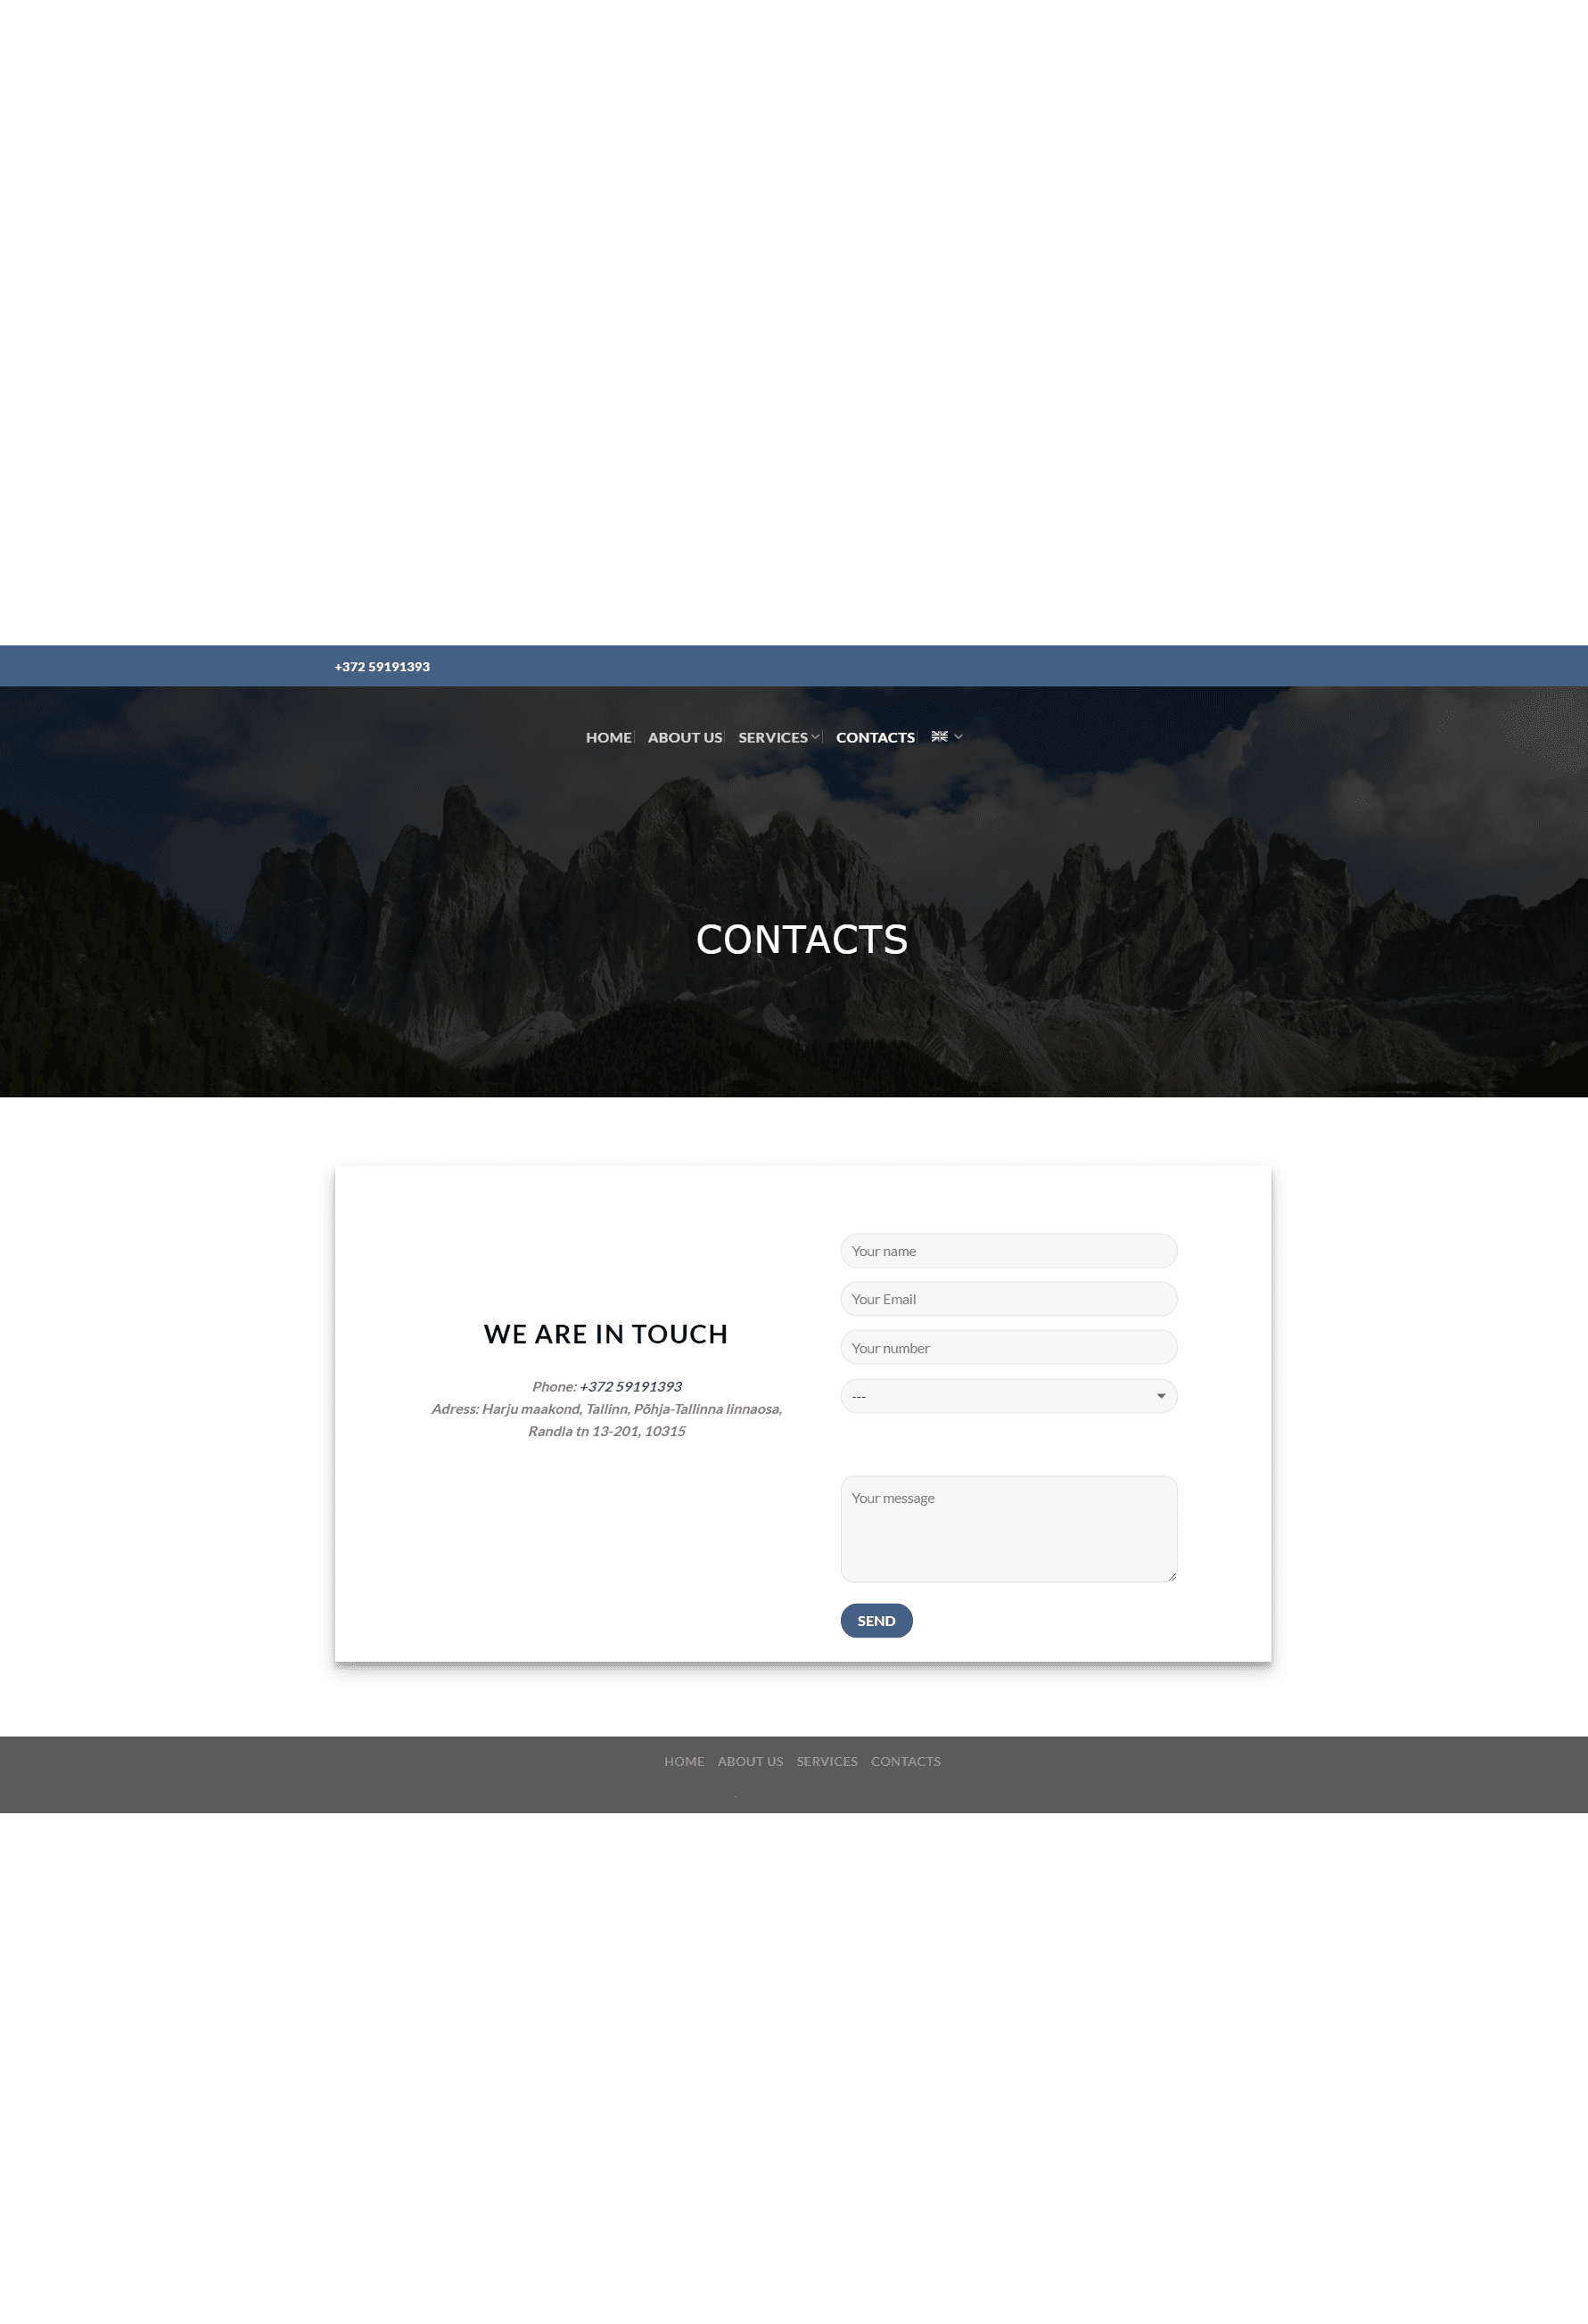 +372 59191393
HOME ABOUT US SERVICES CONTACTS
CONTACTS
WE ARE IN TOUCH
Phone: +372 59191393
Adress: Harju maakond, Tallinn, Põhja-Tallinna linnaosa,
Randla tn 13-201, 10315
Your name
Your Email
Your number
---
Your message
SEND
HOME ABOUT US SERVICES CONTACTS